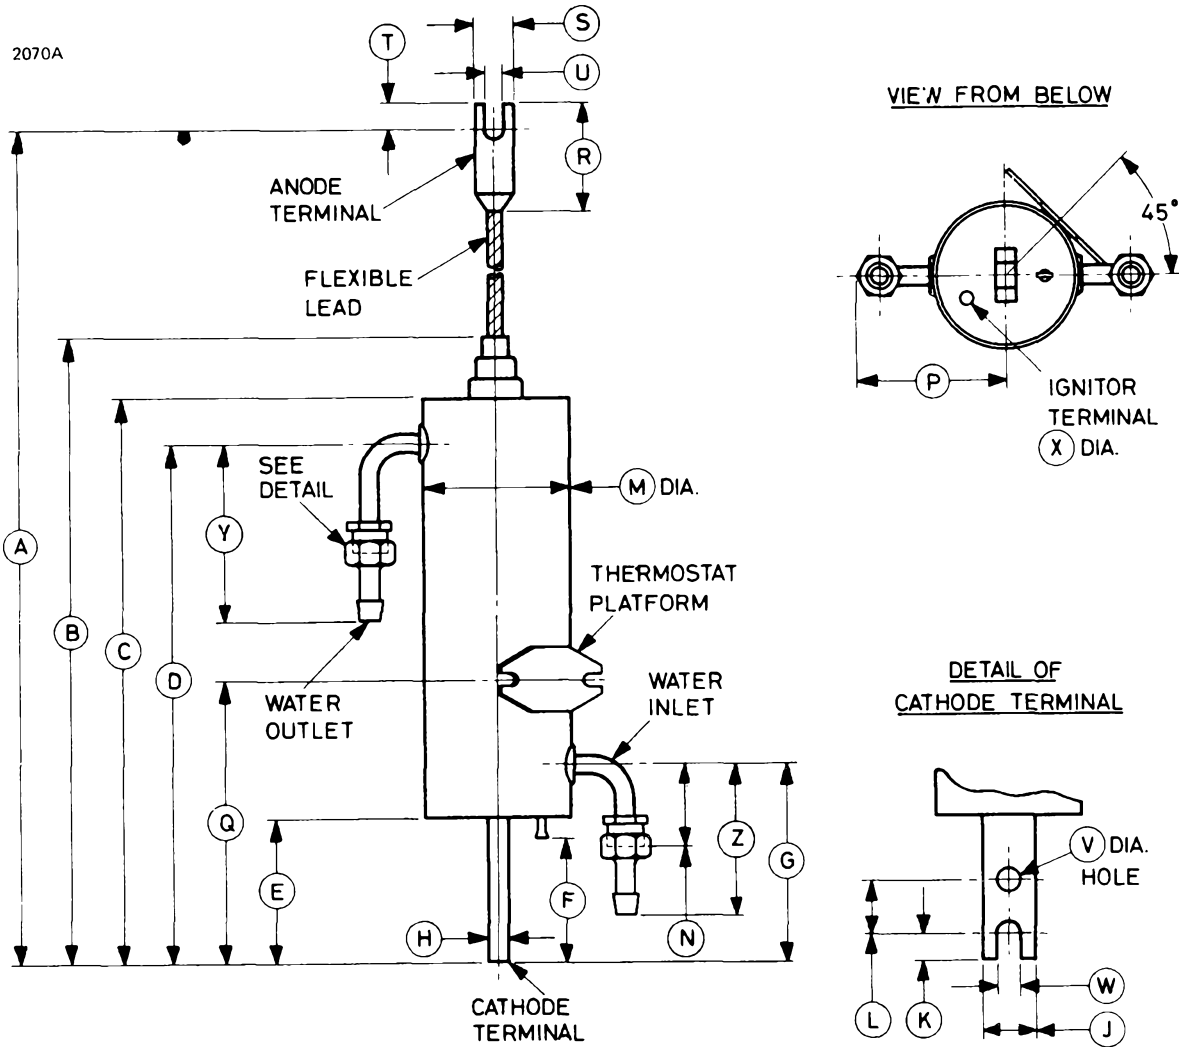 2070A
T
S
U
R
ANODE
TERMINAL
FLEXIBLE
LEAD
VIEW FROM BELOW
45°
P
IGNITOR
TERMINAL
X DIA.
SEE
DETAIL
M DIA.
Y
A
THERMOSTAT
PLATFORM
B
C
D
WATER
OUTLET
WATER
INLET
DETAIL OF
CATHODE TERMINAL
Q
Z
G
E
F
V DIA.
HOLE
H
N
CATHODE
TERMINAL
L
K
W
J